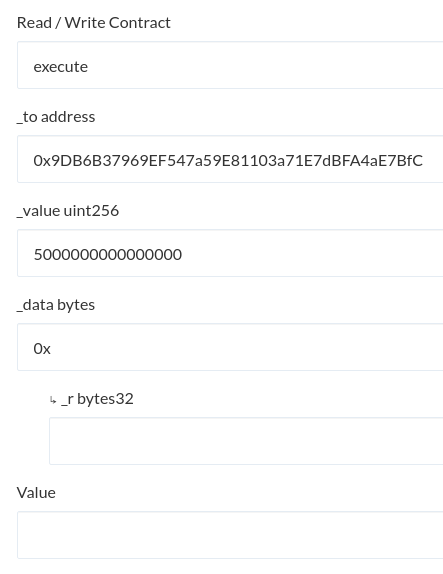 Read / Write Contract
execute
_to address
0x9DB6B37969EF547a59E81103a71E7dBFA4aE7BfC
_value uint256
5000000000000000
_data bytes
0x
↳ _r bytes32
Value